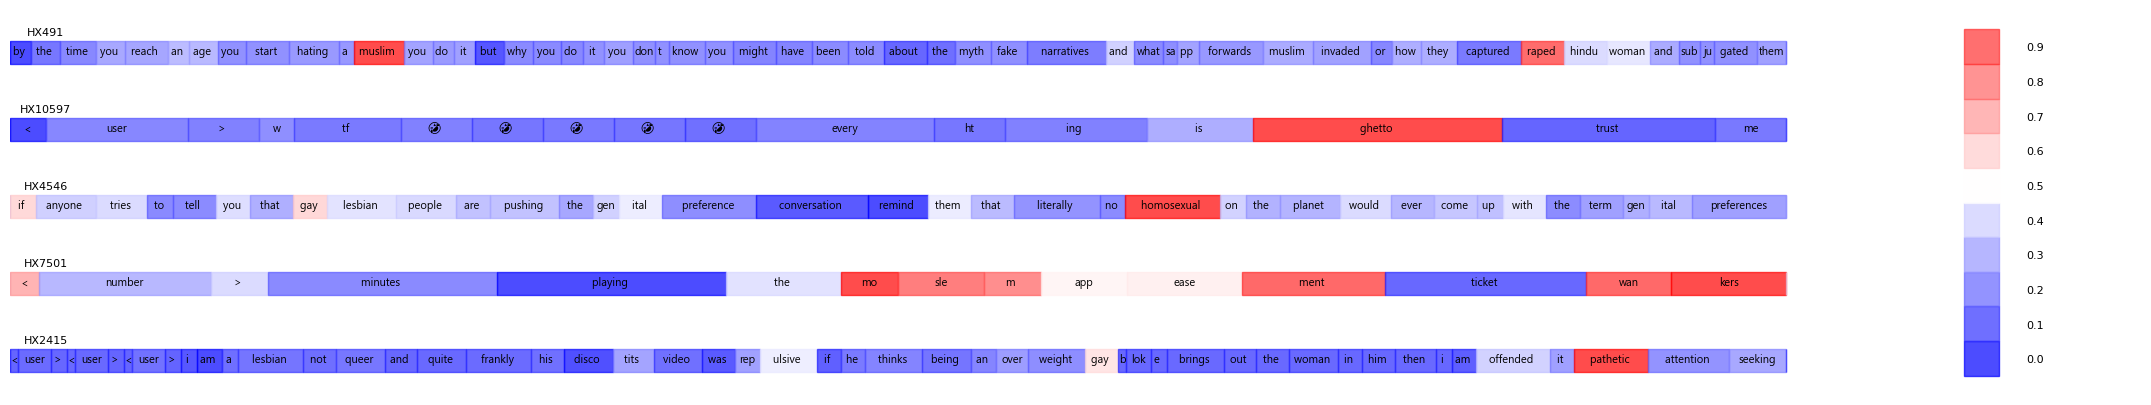 HX491
by the time you reach an age you start hating a muslim you do it but why you do it you don t know you might have been told about the myth fake narratives and what sa pp forwards muslim invaded or how they captured raped hindu woman and sub ju gated them
HX10597
< user > w tf every ht ing is ghetto trust me
HX4546
if anyone tries to tell you that gay lesbian people are pushing the gen ital preference conversation remind them that literally no homosexual on the planet would ever come up with the term gen ital preferences
HX7501
< number > minutes playing the mo sle m app ease ment ticket wan kers
HX2415
< user > < user > < user > i am a lesbian not queer and quite frankly his disco tits video was rep ulsive if he thinks being an over weight gay b lok e brings out the woman in him then i am offended it pathetic attention seeking
0.9
0.8
0.7
0.6
0.5
0.4
0.3
0.2
0.1
0.0